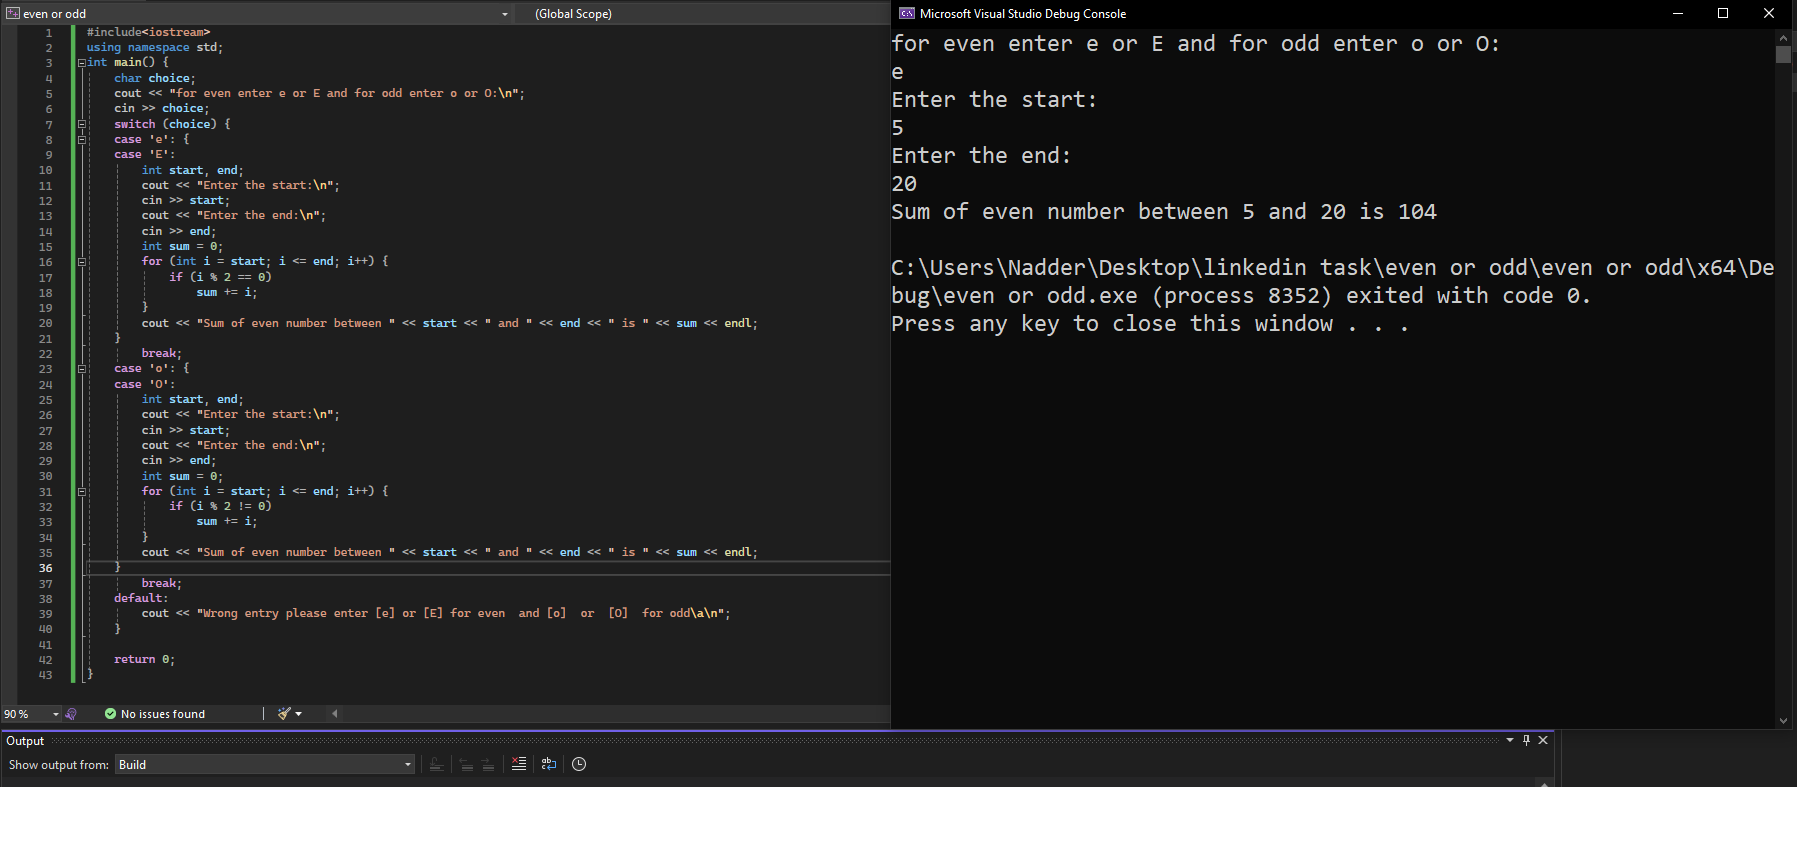 even or odd
(Global Scope)
1 #include<iostream>
2 using namespace std;
3 int main() {
4 char choice;
5 cout << "for even enter e or E and for odd enter o or O:\n";
6 cin >> choice;
7 switch (choice) {
8 case 'e': {
9 case 'E':
10 int start, end;
11 cout << "Enter the start:\n";
12 cin >> start;
13 cout << "Enter the end:\n";
14 cin >> end;
15 int sum = 0;
16 for (int i = start; i <= end; i++) {
17 if (i % 2 == 0)
18 sum += i;
19 }
20 cout << "Sum of even number between " << start << " and " << end << " is " << sum << endl;
21 }
22 break;
23 case 'o': {
24 case 'O':
25 int start, end;
26 cout << "Enter the start:\n";
27 cin >> start;
28 cout << "Enter the end:\n";
29 cin >> end;
30 int sum = 0;
31 for (int i = start; i <= end; i++) {
32 if (i % 2 != 0)
33 sum += i;
34 }
35 cout << "Sum of even number between " << start << " and " << end << " is " << sum << endl;
36 }
37 break;
38 default:
39 cout << "Wrong entry please enter [e] or [E] for even  and [o]  or  [O]  for odd\a\n";
40 }
41
42 return 0;
43 }
90 %
No issues found
Output
Show output from: Build
Microsoft Visual Studio Debug Console
for even enter e or E and for odd enter o or O:
e
Enter the start:
5
Enter the end:
20
Sum of even number between 5 and 20 is 104
C:\Users\Nadder\Desktop\linkedin task\even or odd\even or odd\x64\De
bug\even or odd.exe (process 8352) exited with code 0.
Press any key to close this window . . .